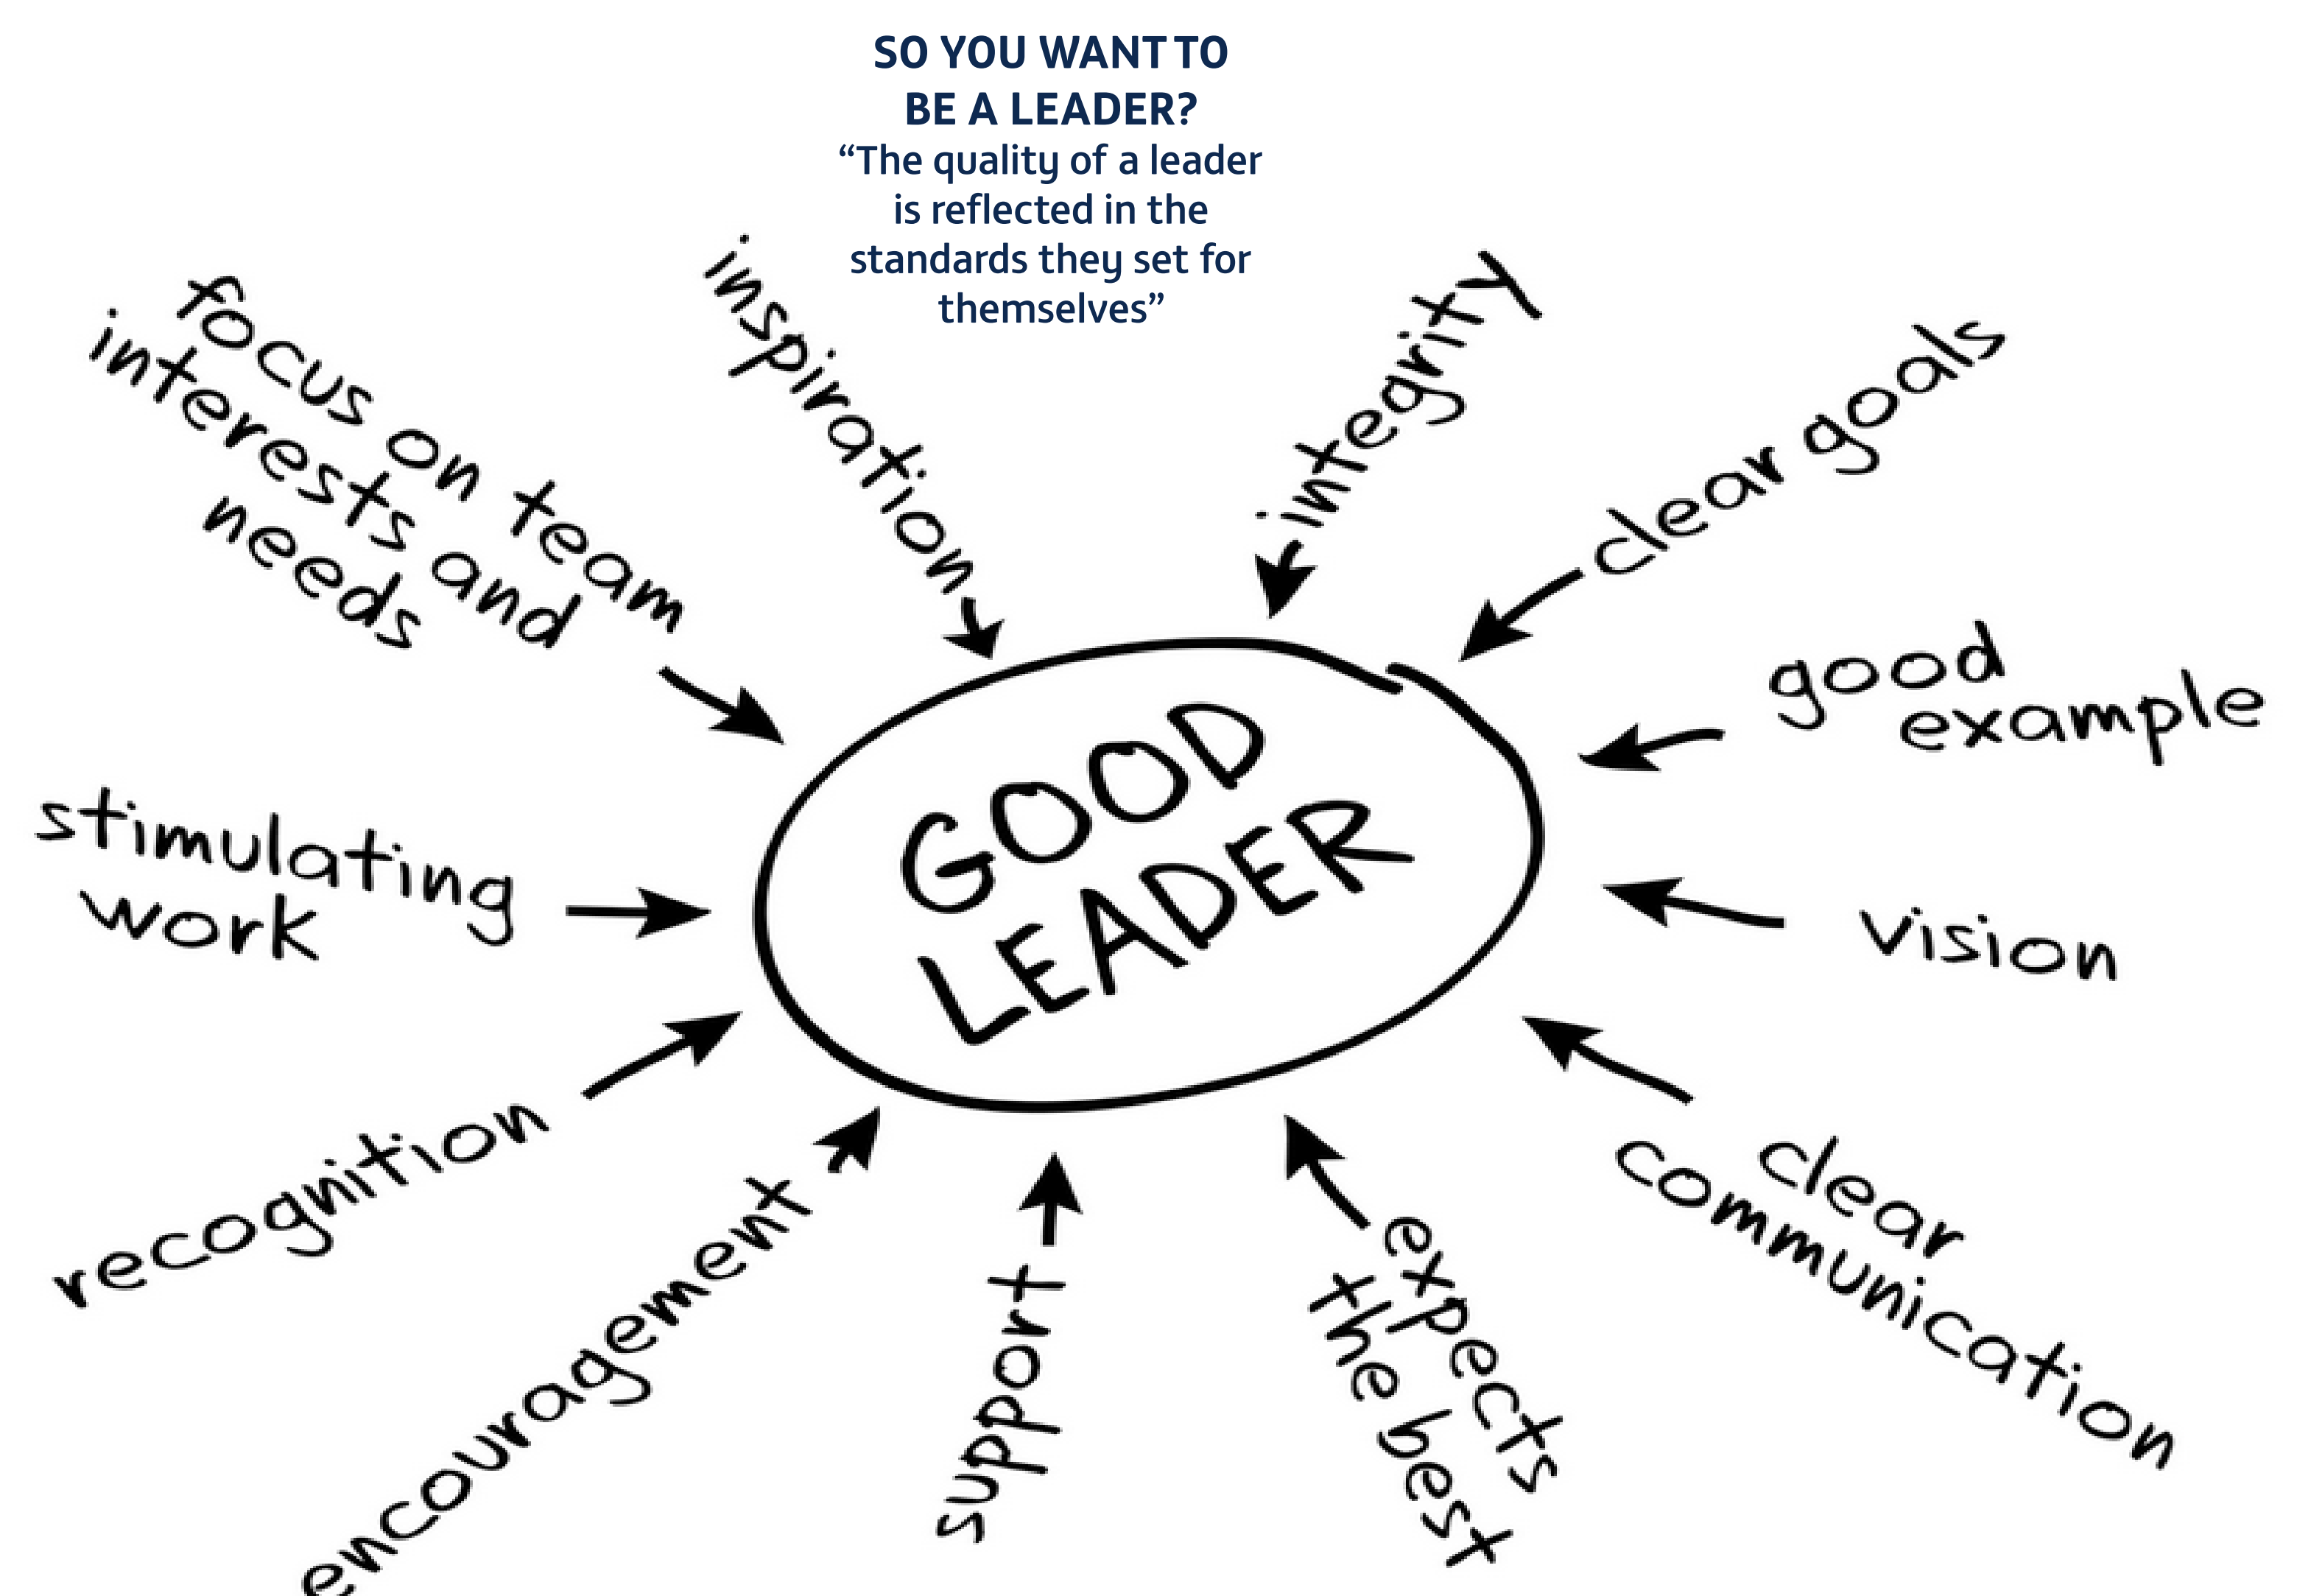 SO YOU WANT TO
BE A LEADER?
“The quality of a leader
is reflected in the
standards they set for
themselves”
focus on team
interests and
needs
inspiration
integrity
clear goals
good
example
stimulating
work
GOOD
LEADER
vision
recognition
encouragement
support
expects
the best
clear
communication